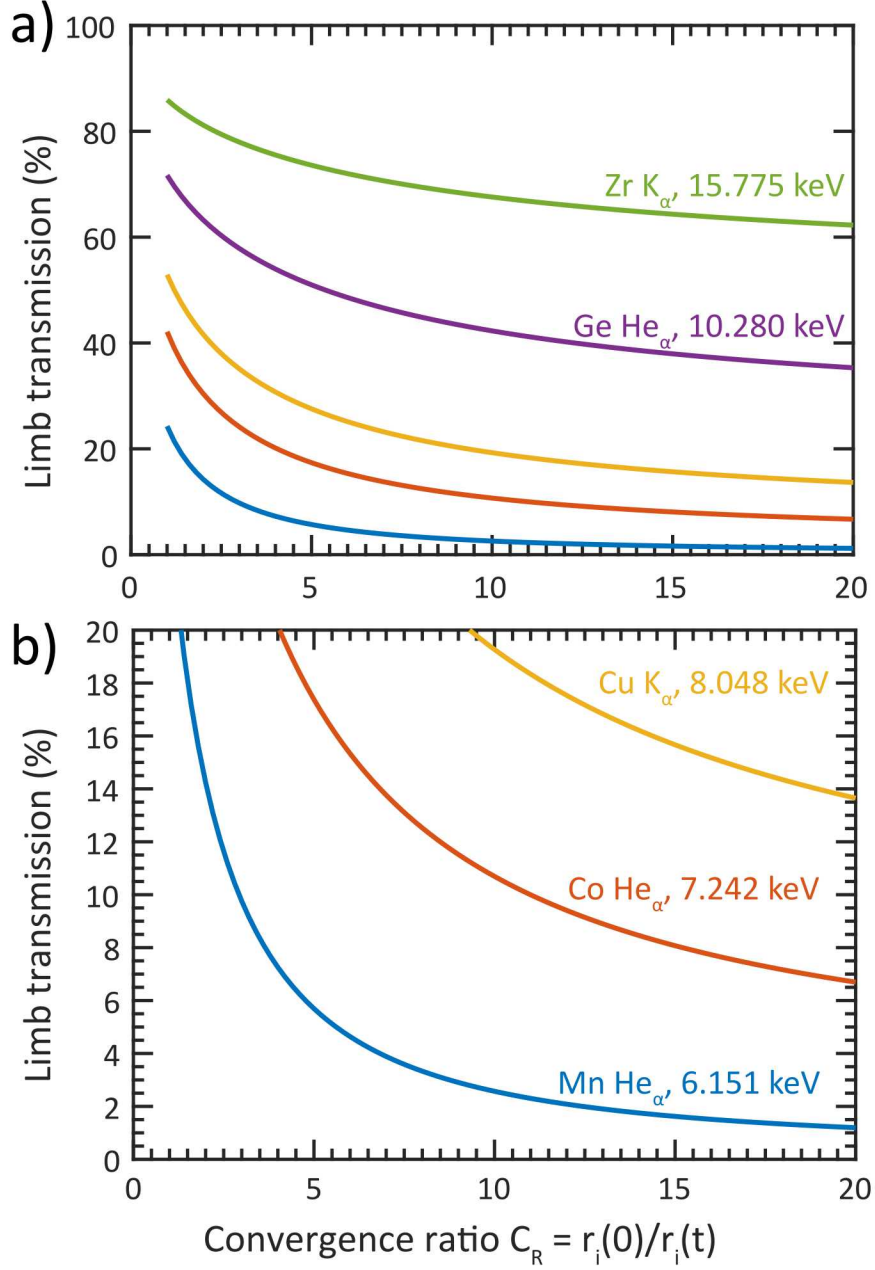 a)
100
80
60
40
20
0
Limb transmission (%)
Zr Kα, 15.775 keV
Ge Heα, 10.280 keV
0 5 10 15 20
b)
20
18
16
14
12
10
8
6
4
2
0
Limb transmission (%)
Cu Kα, 8.048 keV
Co Heα, 7.242 keV
Mn Heα, 6.151 keV
0 5 10 15 20
Convergence ratio C_R = r_i(0)/r_i(t)